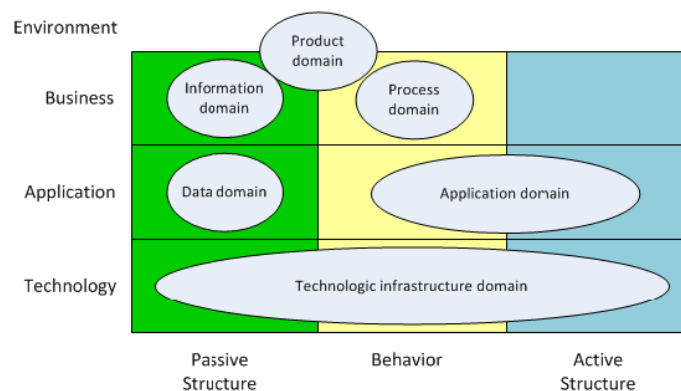 Environment
Product
domain
Business
Information
domain
Process
domain
Application
Data domain
Application domain
Technology
Technologic infrastructure domain
Passive
Structure
Behavior
Active
Structure